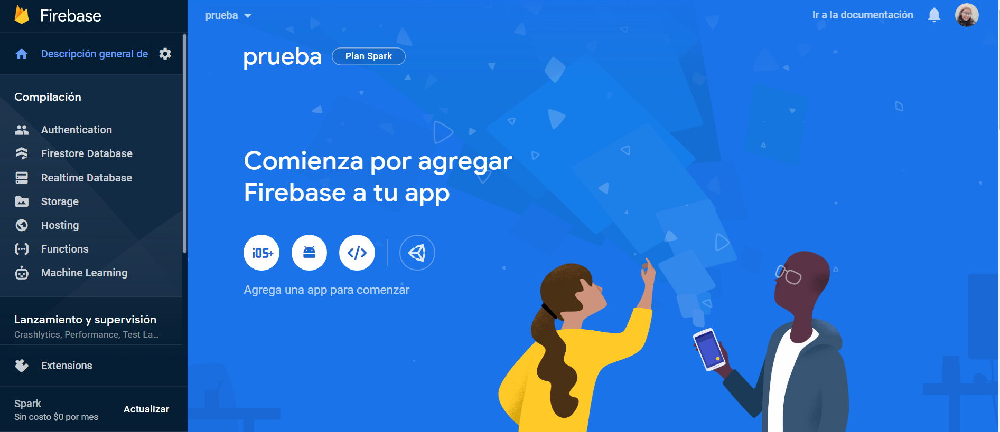 Firebase
Descripción general de
Compilación
Authentication
Firestore Database
Realtime Database
Storage
Hosting
Functions
Machine Learning
Lanzamiento y supervisión
Crashlytics, Performance, Test La...
Extensions
Spark
Sin costo $0 por mes
Actualizar
prueba
Ir a la documentación
prueba
Plan Spark
Comienza por agregar
Firebase a tu app
iOS+
Agrega una app para comenzar